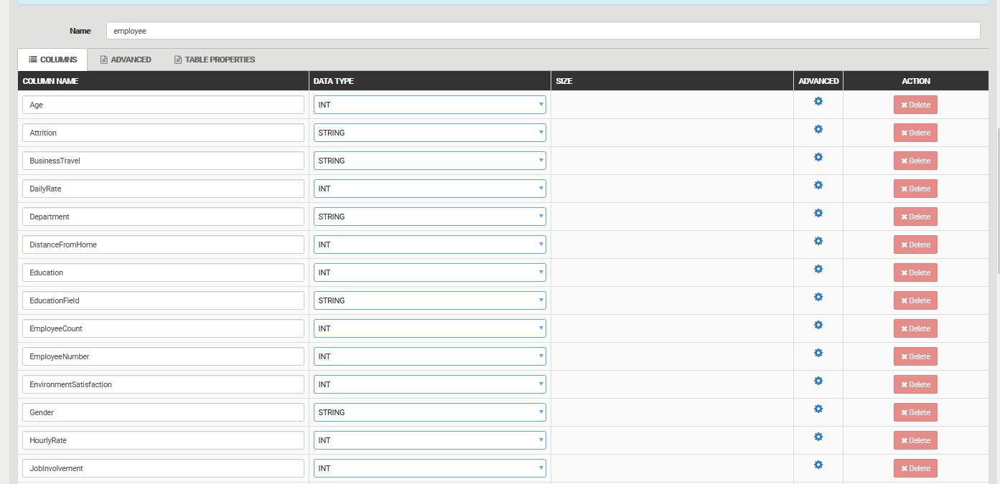 Name employee
COLUMNS ADVANCED TABLE PROPERTIES
COLUMN NAME DATA TYPE SIZE ADVANCED ACTION
Age INT Delete
Attrition STRING Delete
BusinessTravel STRING Delete
DailyRate INT Delete
Department STRING Delete
DistanceFromHome INT Delete
Education INT Delete
EducationField STRING Delete
EmployeeCount INT Delete
EmployeeNumber INT Delete
EnvironmentSatisfaction INT Delete
Gender STRING Delete
HourlyRate INT Delete
JobInvolvement INT Delete